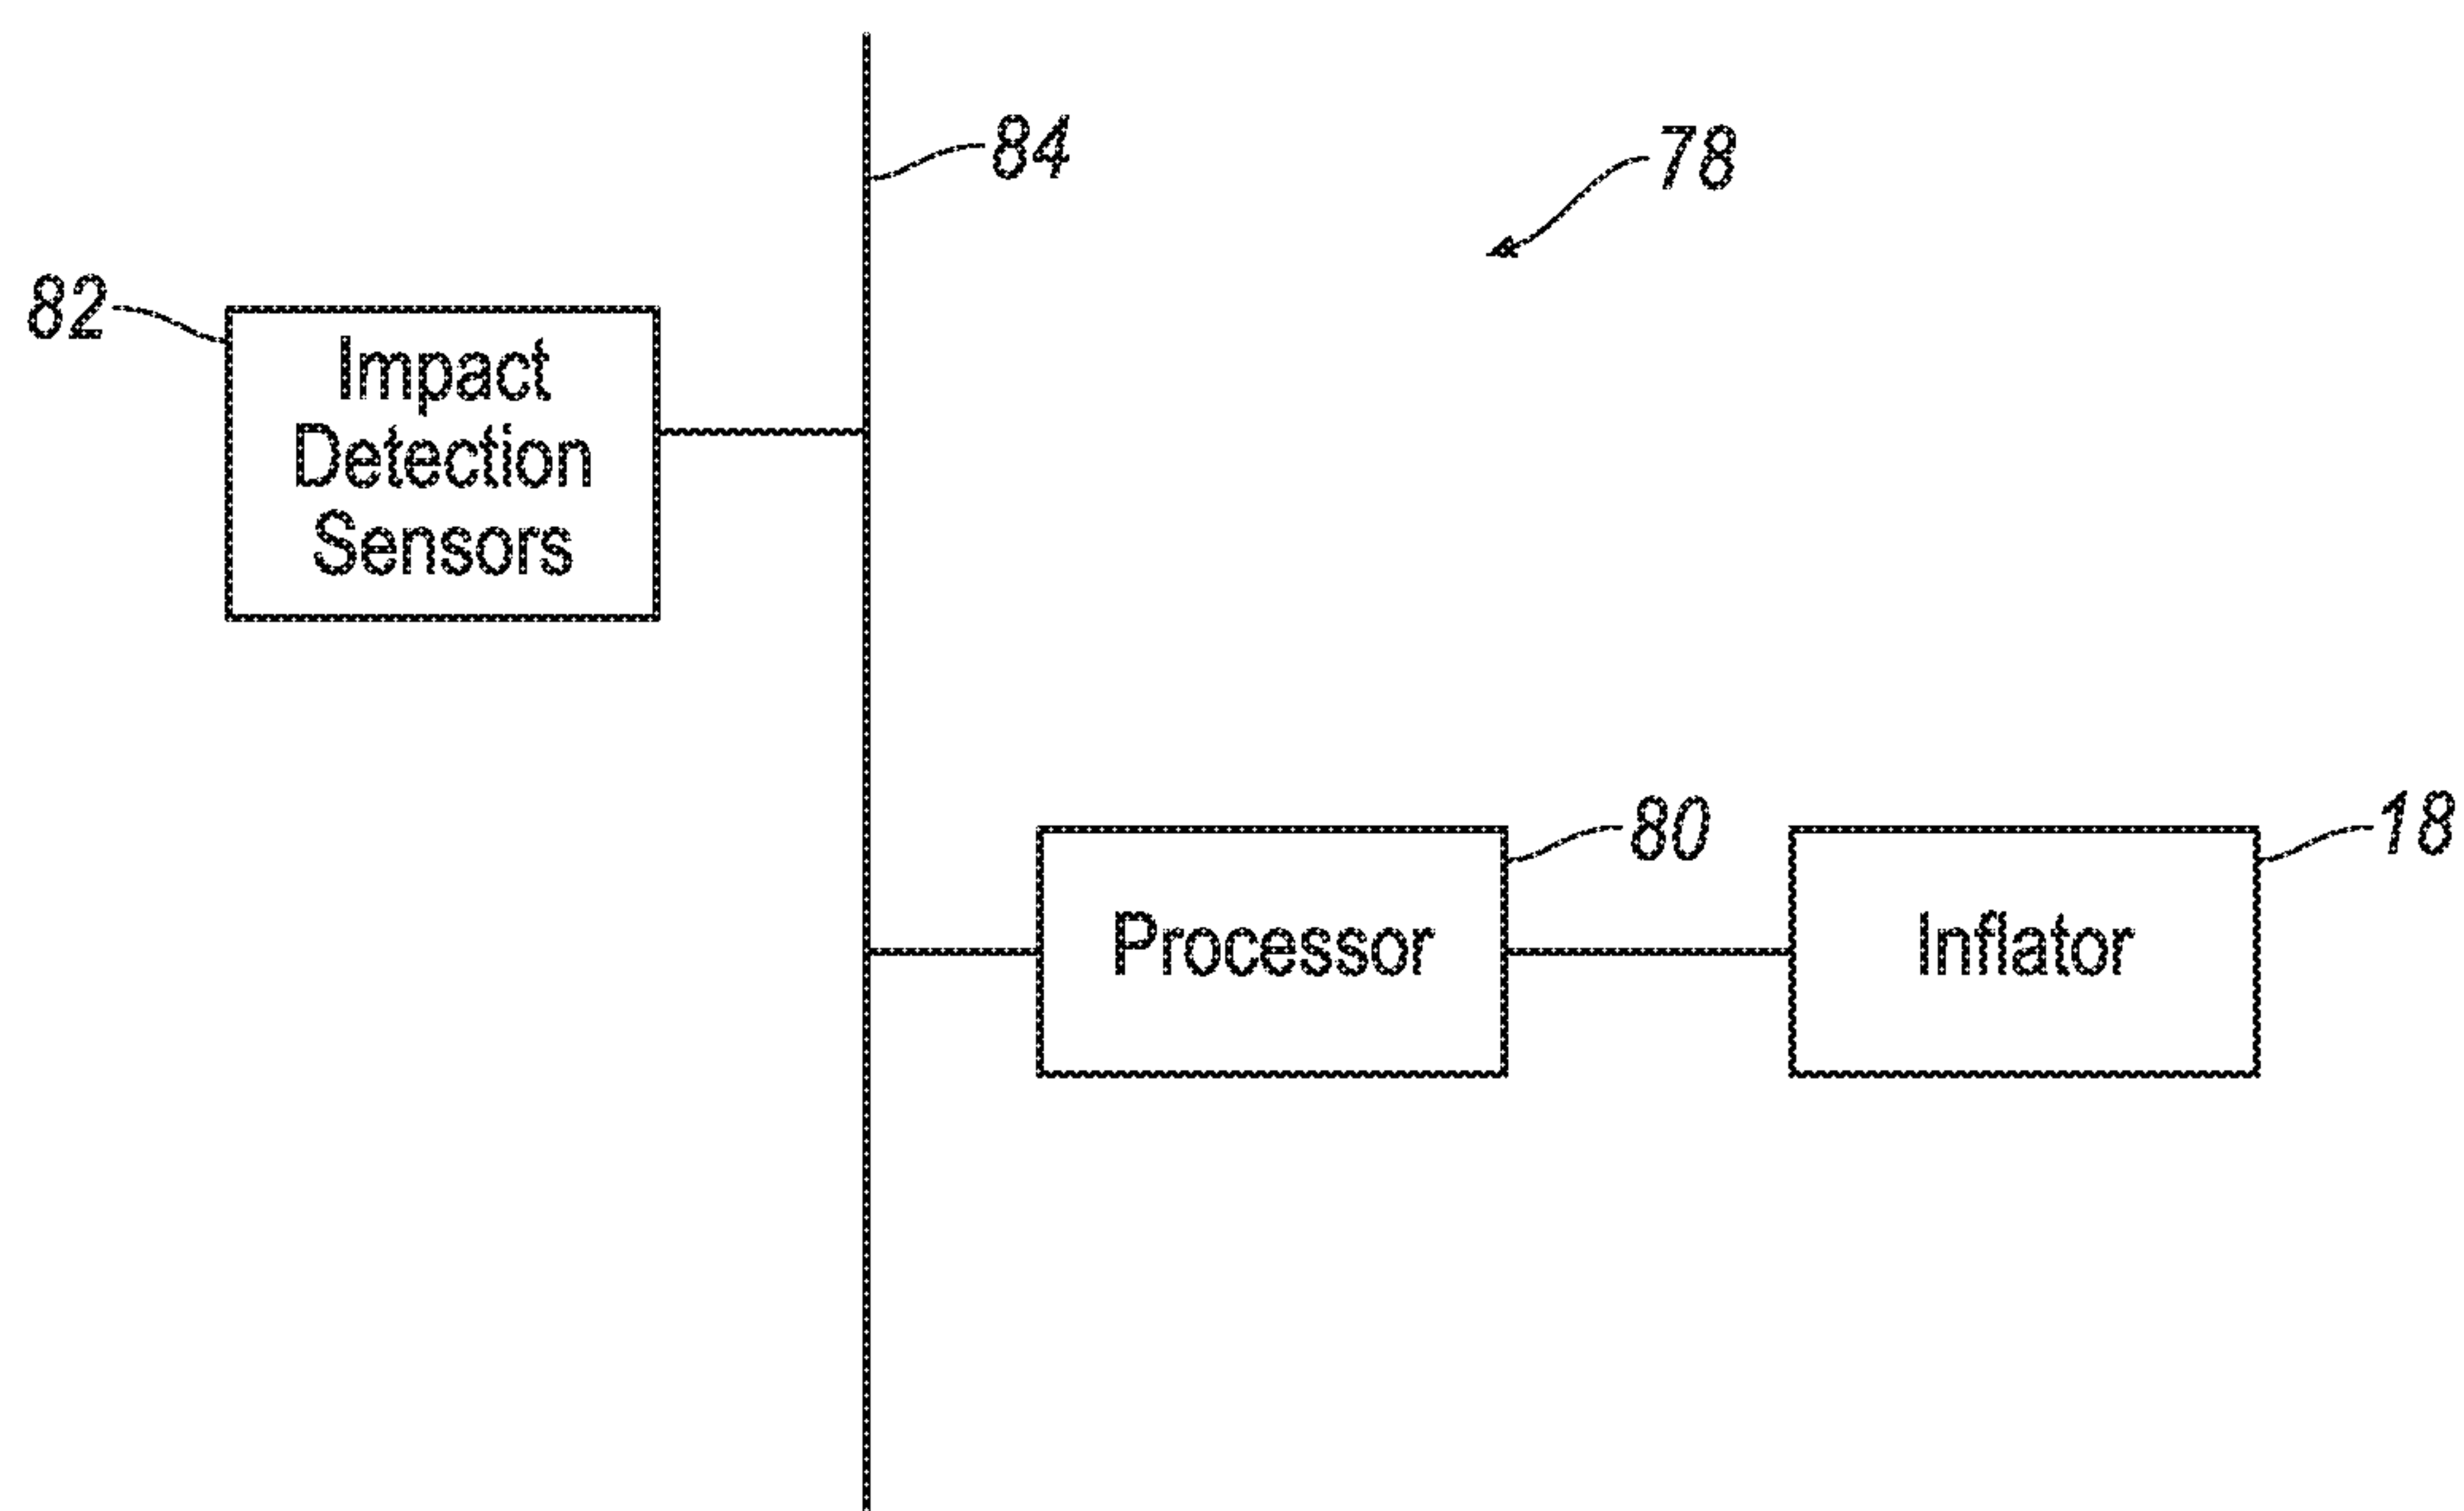 84
78
82
Impact
Detection
Sensors
80
18
Processor
Inflator